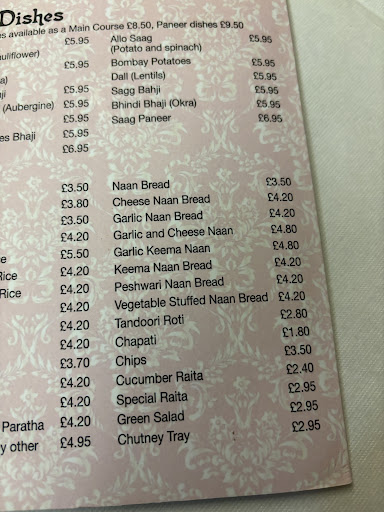 Dishes
es available as a Main Course £8.50, Paneer dishes £9.50
£5.95
uliflower)
£5.95
a)
£5.95
ji
£5.95
(Aubergine) £5.95
£5.95
es Bhaji
£6.95
Allo Saag £5.95
(Potato and spinach)
Bombay Potatoes £5.95
Dall (Lentils) £5.95
Sagg Bahji £5.95
Bhindi Bhaji (Okra) £5.95
Saag Paneer £6.95
£3.50
£3.80
£3.50
£4.20
ce £5.50
Rice £4.20
Rice £4.20
£4.20
£4.20
£3.70
£4.20
£4.20
Paratha £4.20
y other £4.95
Naan Bread £3.50
Cheese Naan Bread £4.20
Garlic Naan Bread £4.20
Garlic and Cheese Naan £4.80
Garlic Keema Naan £4.80
Keema Naan Bread £4.20
Peshwari Naan Bread £4.20
Vegetable Stuffed Naan Bread £4.20
Tandoori Roti £2.80
Chapati £1.80
Chips £3.50
Cucumber Raita £2.40
Special Raita £2.95
Green Salad £2.95
Chutney Tray £2.95